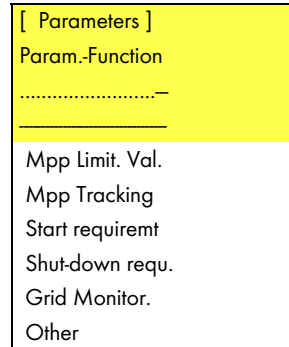 [ Parameters ]
Param.-Function
.........................---
-----------------------------------
Mpp Limit. Val.
Mpp Tracking
Start requiremt
Shut-down requ.
Grid Monitor.
Other